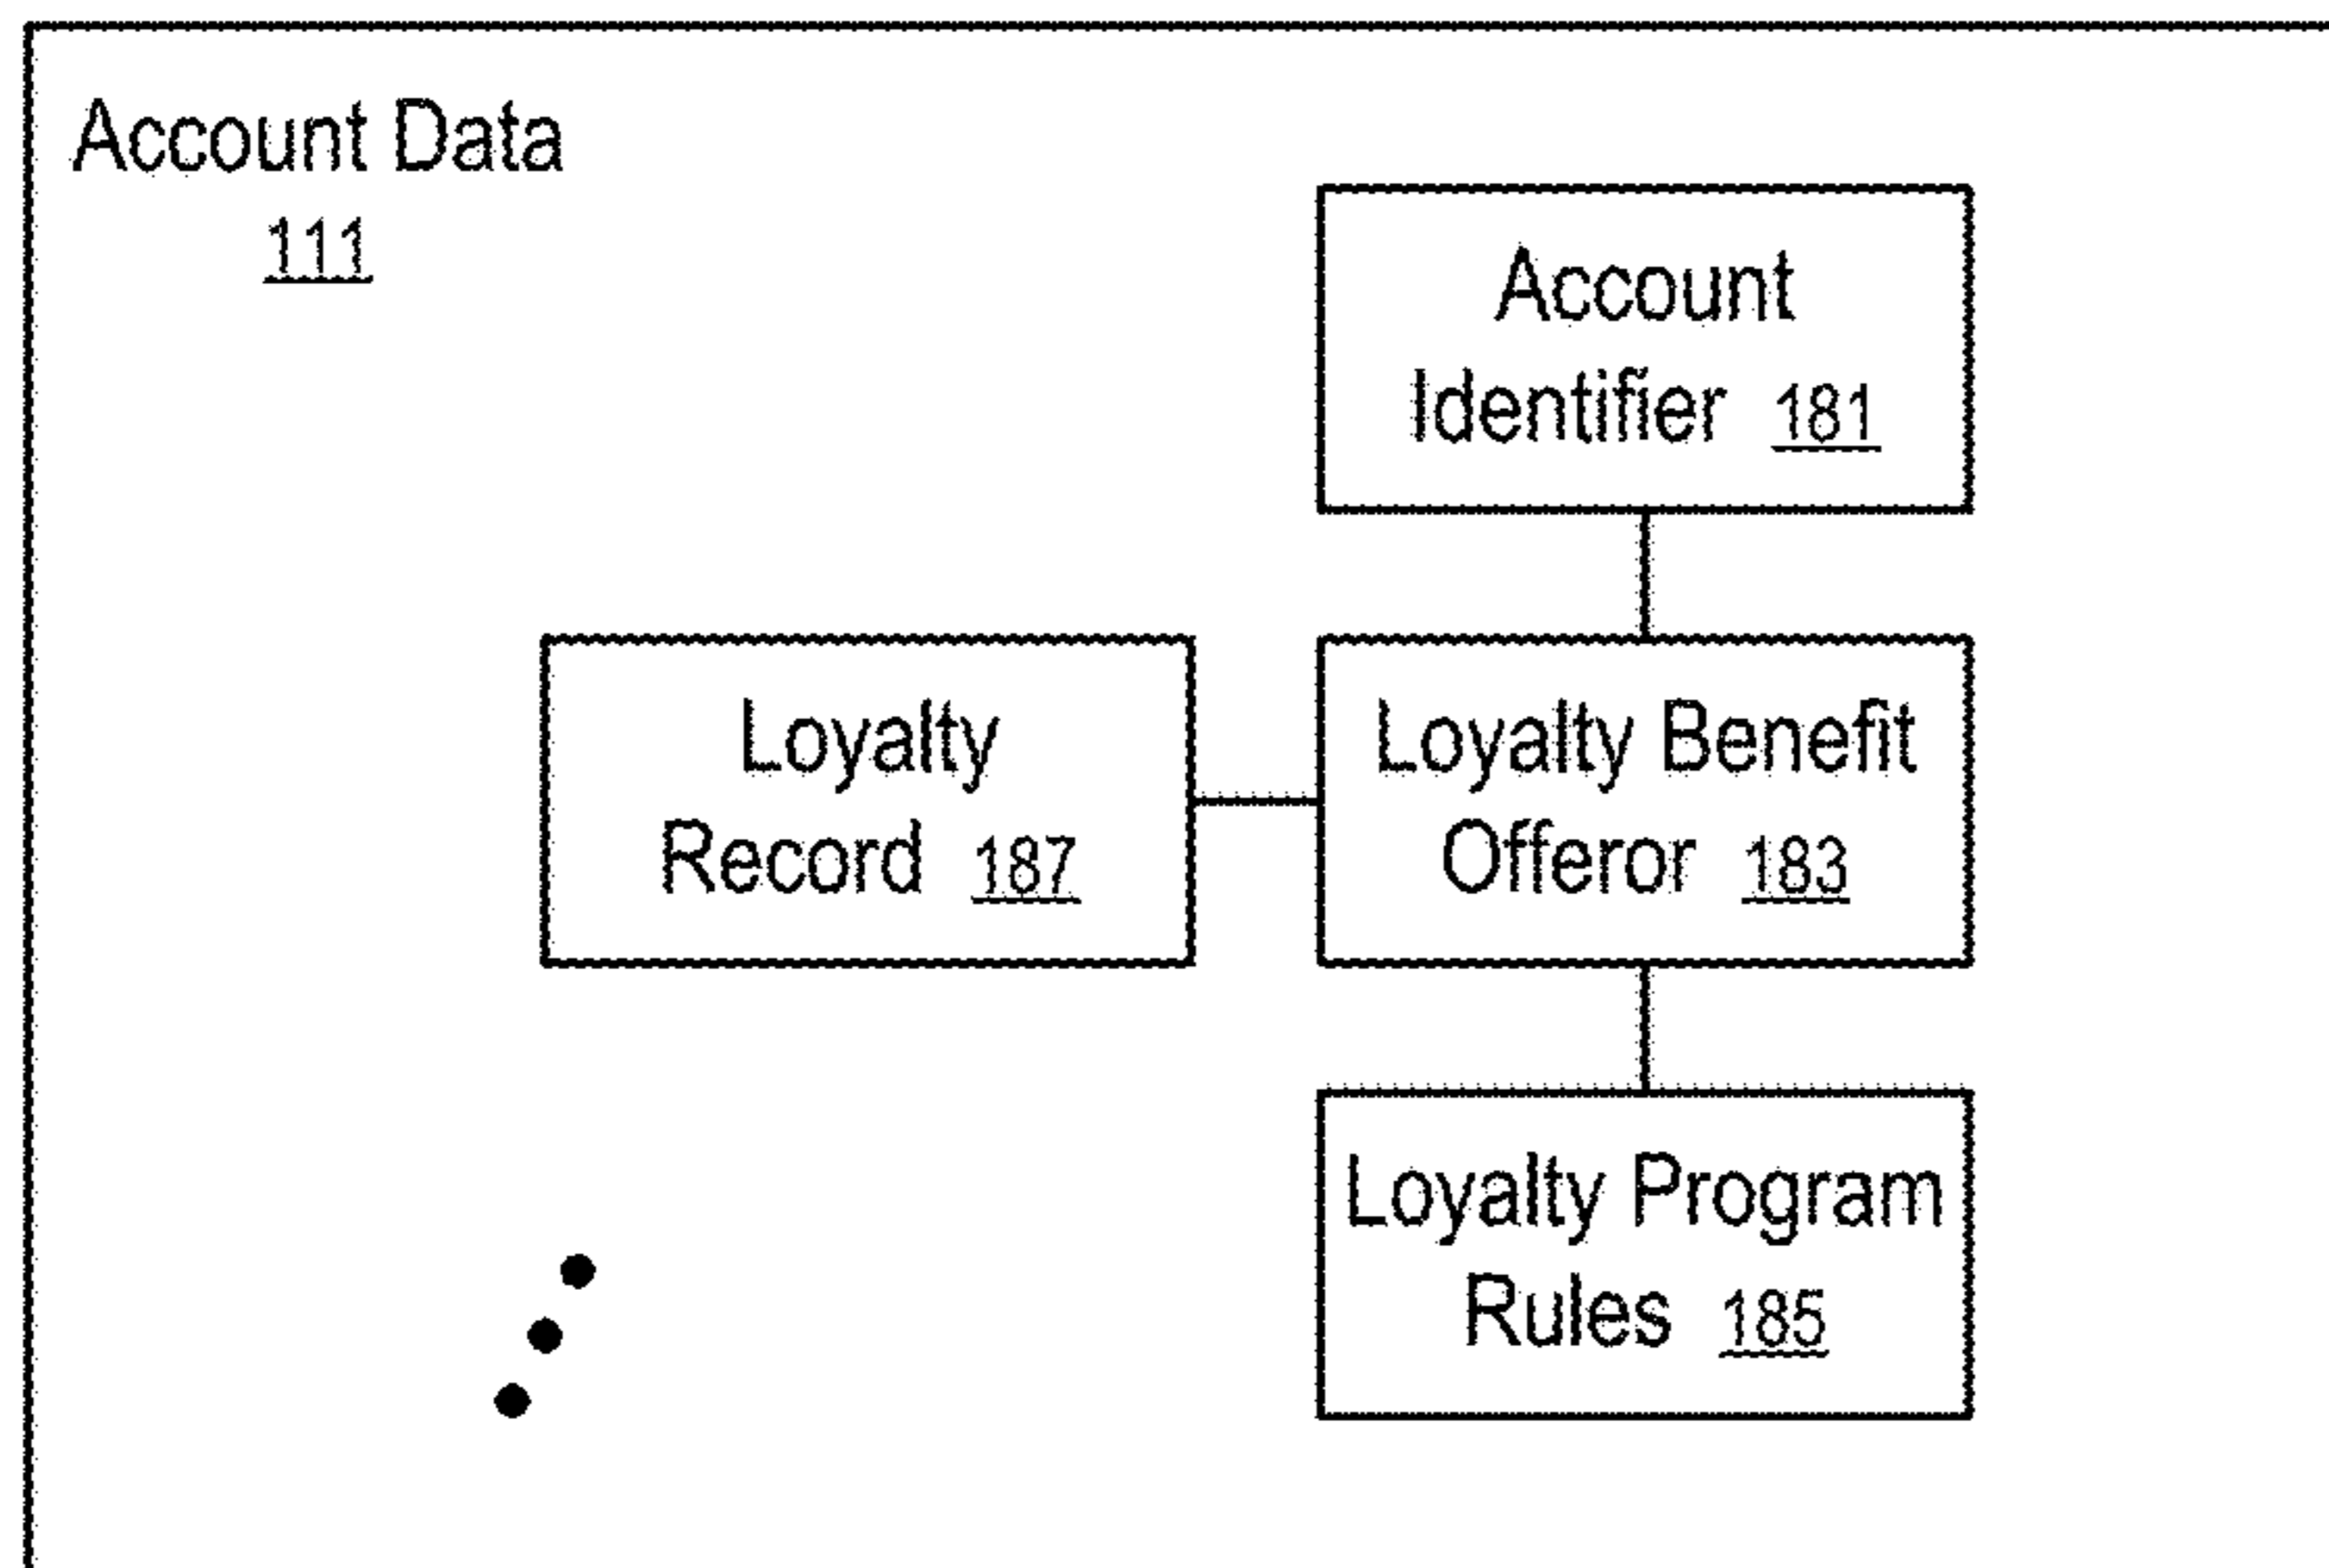 Account Data
111
Account
Identifier 181
Loyalty
Record 187
Loyalty Benefit
Offeror 183
Loyalty Program
Rules 185